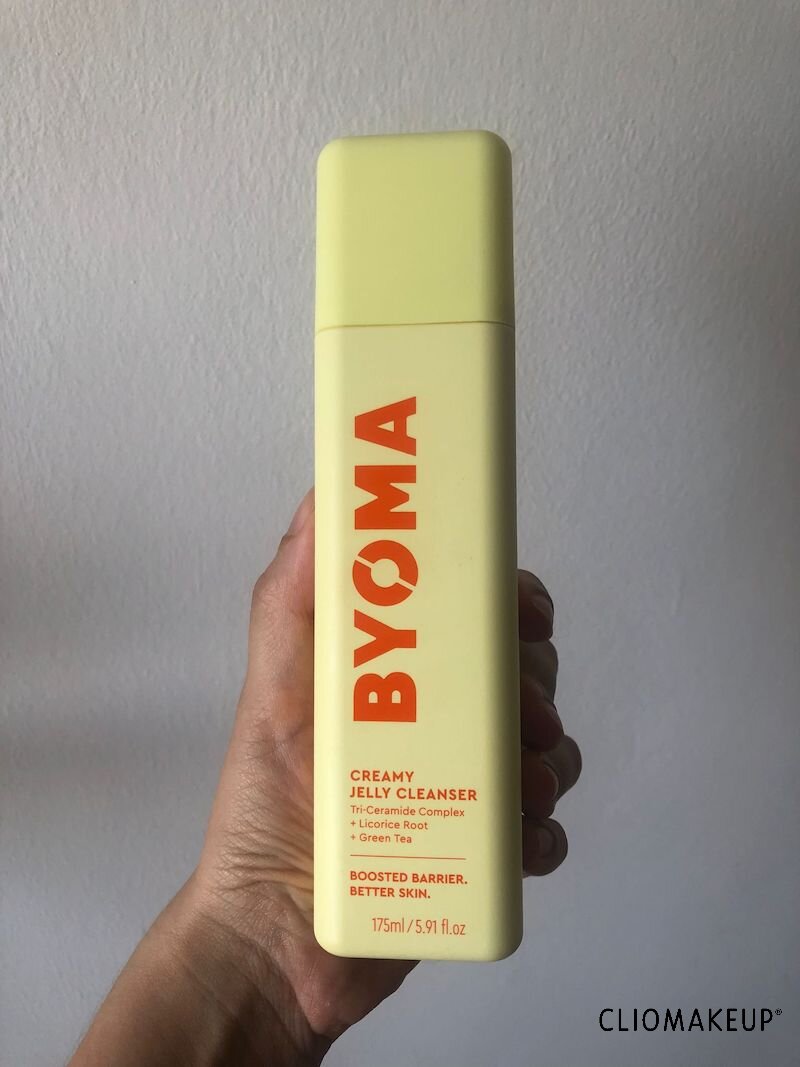 BYOMA
CREAMY
JELLY CLEANSER
Tri-Ceramide Complex
+ Licorice Root
+ Green Tea
BOOSTED BARRIER.
BETTER SKIN.
175ml / 5.91 fl.oz
CLIOMAKEUP®